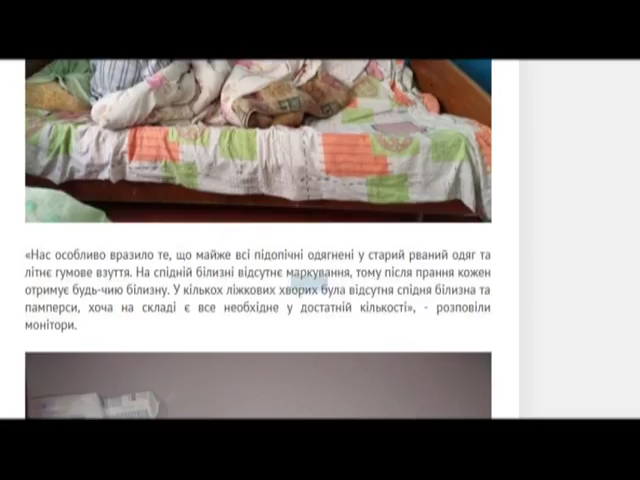 «Нас особливо вразило те, що майже всі підопічні одягнені у старий рваний одяг та
літнє гумове взуття. На спідній білизні відсутнє маркування, тому після прання кожен
отримує будь-чию білизну. У кількох ліжкових хворих була відсутня спідня білизна та
памперси, хоча на складі є все необхідне у достатній кількості», - розповіли
монітори.